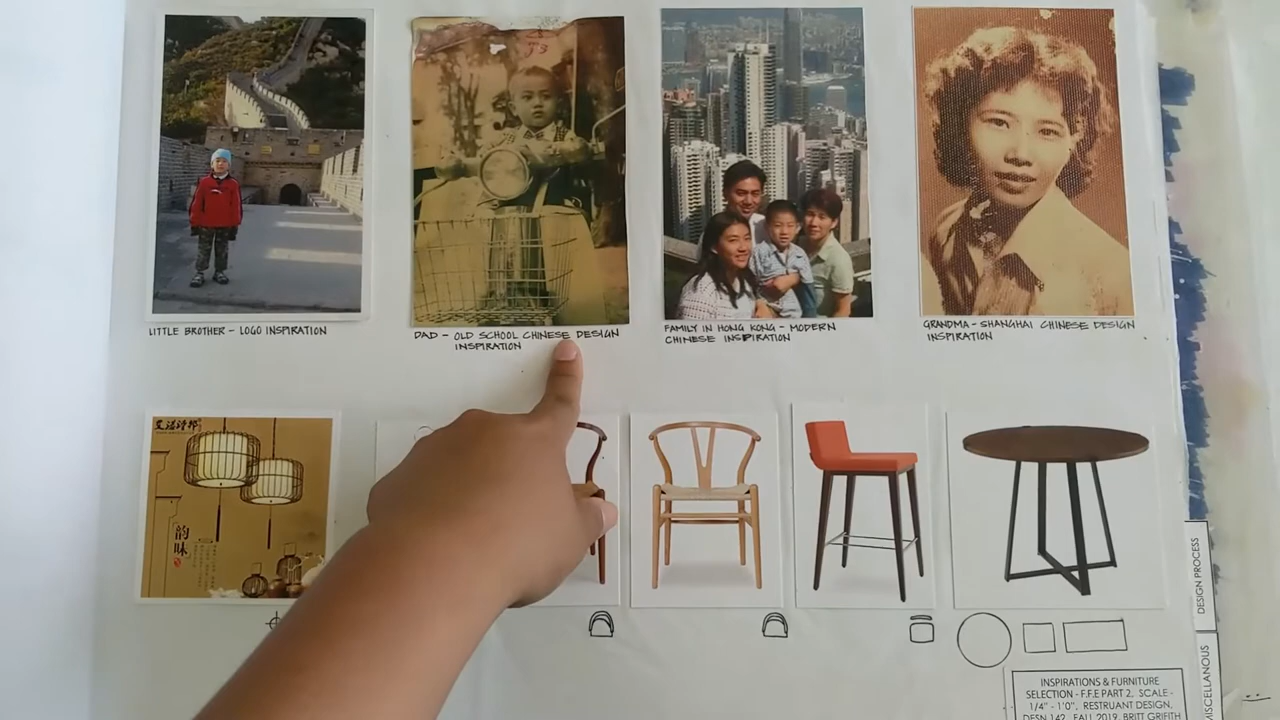 LITTLE BROTHER - LOGO INSPIRATION
DAD - OLD SCHOOL CHINESE DESIGN
INSPIRATION
FAMILY IN HONG KONG - MODERN
CHINESE INSPIRATION
GRANDMA - SHANGHAI CHINESE DESIGN
INSPIRATION
韵味
DESIGN PROCESS
MISCELLANOUS
INSPIRATIONS & FURNITURE
SELECTION - F.F.E PART 2, SCALE -
1/4" - 1'0", RESTRUANT DESIGN,
DESN 142, FALL 2019, BRITT GRIFITH